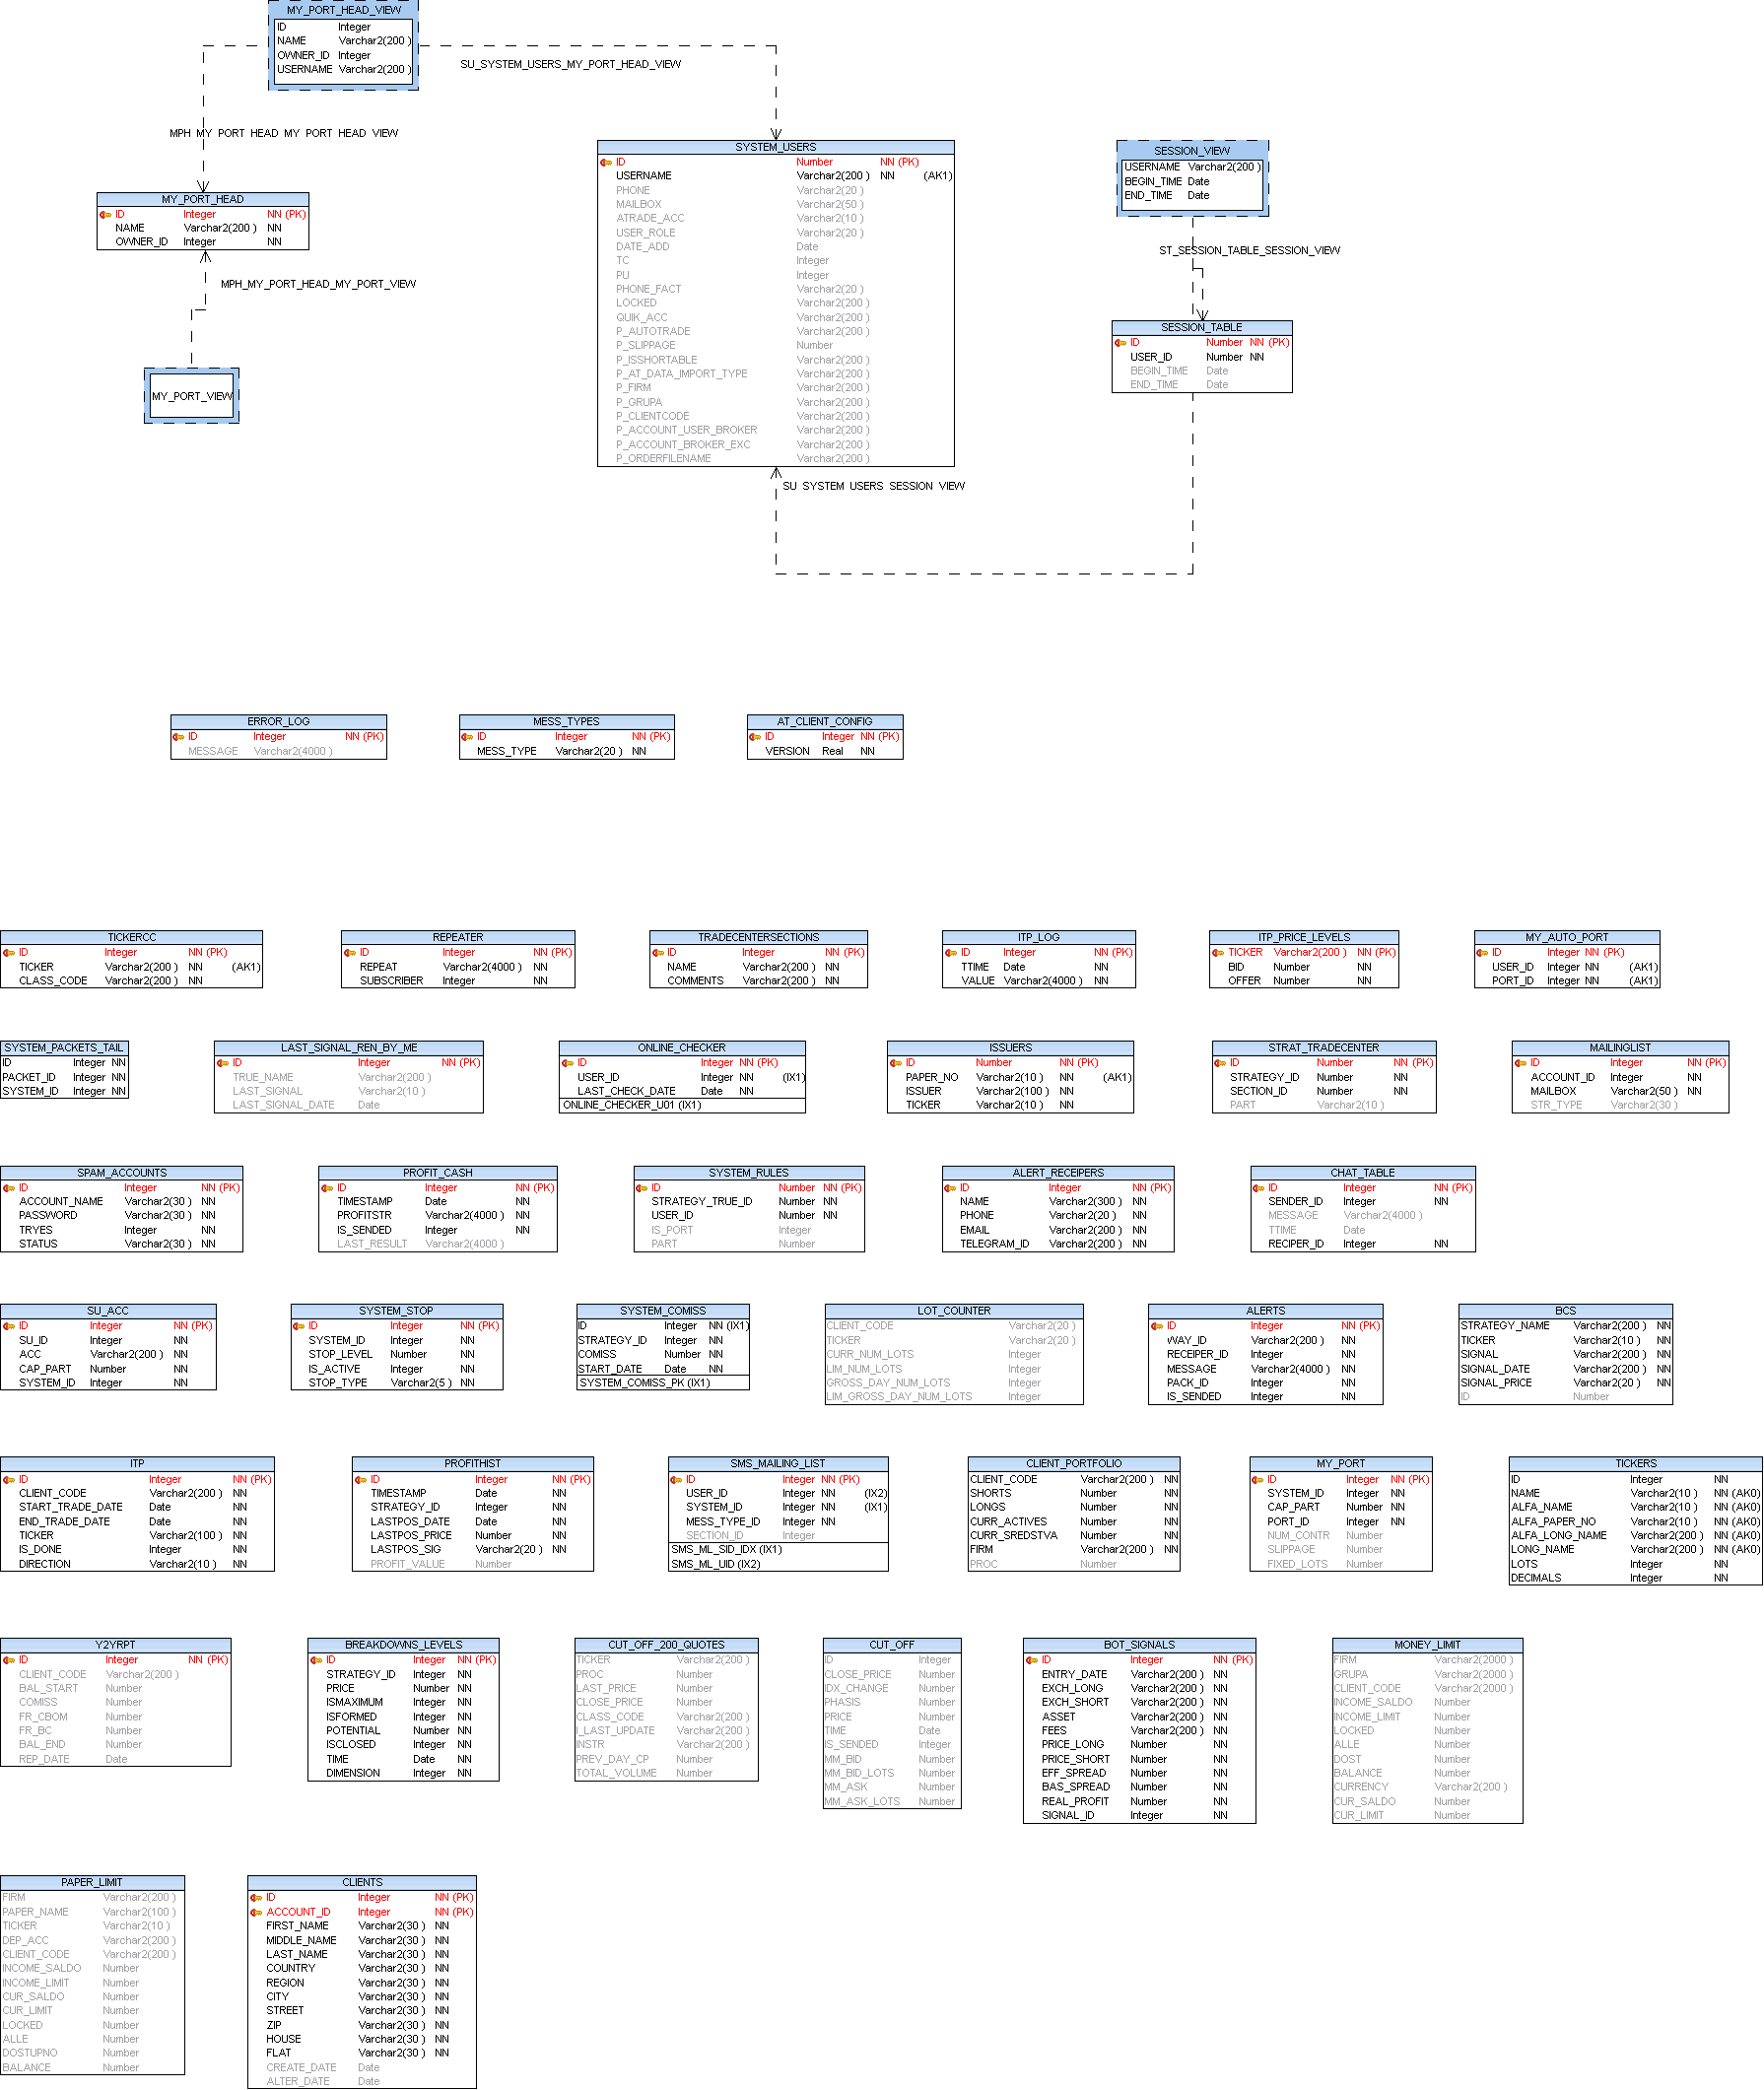 MY_PORT_HEAD_VIEW
ID Integer
NAME Varchar2(200 )
OWNER_ID Integer
USERNAME Varchar2(200 )
SU_SYSTEM_USERS_MY_PORT_HEAD_VIEW
MPH_MY_PORT_HEAD_MY_PORT_HEAD_VIEW
MY_PORT_HEAD
ID Integer NN (PK)
NAME Varchar2(200 ) NN
OWNER_ID Integer NN
MPH_MY_PORT_HEAD_MY_PORT_VIEW
MY_PORT_VIEW
SYSTEM_USERS
ID Number NN (PK)
USERNAME Varchar2(200 ) NN (AK1)
PHONE Varchar2(20 )
MAILBOX Varchar2(50 )
ATRADE_ACC Varchar2(10 )
USER_ROLE Varchar2(20 )
DATE_ADD Date
TC Integer
PU Integer
PHONE_FACT Varchar2(20 )
LOCKED Varchar2(200 )
QUIK_ACC Varchar2(200 )
P_AUTOTRADE Varchar2(200 )
P_SLIPPAGE Number
P_ISSHORTABLE Varchar2(200 )
P_AT_DATA_IMPORT_TYPE Varchar2(200 )
P_FIRM Varchar2(200 )
P_GRUPA Varchar2(200 )
P_CLIENTCODE Varchar2(200 )
P_ACCOUNT_USER_BROKER Varchar2(200 )
P_ACCOUNT_BROKER_EXC Varchar2(200 )
P_ORDERFILENAME Varchar2(200 )
SU_SYSTEM_USERS_SESSION_VIEW
SESSION_VIEW
USERNAME Varchar2(200 )
BEGIN_TIME Date
END_TIME Date
ST_SESSION_TABLE_SESSION_VIEW
SESSION_TABLE
ID Number NN (PK)
USER_ID Number NN
BEGIN_TIME Date
END_TIME Date
ERROR_LOG
ID Integer NN (PK)
MESSAGE Varchar2(4000 )
MESS_TYPES
ID Integer NN (PK)
MESS_TYPE Varchar2(20 ) NN
AT_CLIENT_CONFIG
ID Integer NN (PK)
VERSION Real NN
TICKERCC
ID Integer NN (PK)
TICKER Varchar2(200 ) NN (AK1)
CLASS_CODE Varchar2(200 ) NN
REPEATER
ID Integer NN (PK)
REPEAT Varchar2(4000 ) NN
SUBSCRIBER Integer NN
TRADECENTERSECTIONS
ID Integer NN (PK)
NAME Varchar2(200 ) NN
COMMENTS Varchar2(200 ) NN
ITP_LOG
ID Integer NN (PK)
TTIME Date NN
VALUE Varchar2(4000 ) NN
ITP_PRICE_LEVELS
TICKER Varchar2(200 ) NN (PK)
BID Number NN
OFFER Number NN
MY_AUTO_PORT
ID Integer NN (PK)
USER_ID Integer NN (AK1)
PORT_ID Integer NN (AK1)
SYSTEM_PACKETS_TAIL
ID Integer NN
PACKET_ID Integer NN
SYSTEM_ID Integer NN
LAST_SIGNAL_REN_BY_ME
ID Integer NN (PK)
TRUE_NAME Varchar2(200 )
LAST_SIGNAL Varchar2(10 )
LAST_SIGNAL_DATE Date
ONLINE_CHECKER
ID Integer NN (PK)
USER_ID Integer NN (IX1)
LAST_CHECK_DATE Date NN
ONLINE_CHECKER_U01 (IX1)
ISSUERS
ID Number NN (PK)
PAPER_NO Varchar2(10 ) NN (AK1)
ISSUER Varchar2(100 ) NN
TICKER Varchar2(10 ) NN
STRAT_TRADECENTER
ID Number NN (PK)
STRATEGY_ID Number NN
SECTION_ID Number NN
PART Varchar2(10 )
MAILINGLIST
ID Integer NN (PK)
ACCOUNT_ID Integer NN
MAILBOX Varchar2(50 ) NN
STR_TYPE Varchar2(30 )
SPAM_ACCOUNTS
ID Integer NN (PK)
ACCOUNT_NAME Varchar2(30 ) NN
PASSWORD Varchar2(30 ) NN
TRYES Integer NN
STATUS Varchar2(30 ) NN
PROFIT_CASH
ID Integer NN (PK)
TIMESTAMP Date NN
PROFITSTR Varchar2(4000 ) NN
IS_SENDED Integer NN
LAST_RESULT Varchar2(4000 )
SYSTEM_RULES
ID Number NN (PK)
STRATEGY_TRUE_ID Number NN
USER_ID Number NN
IS_PORT Integer
PART Number
ALERT_RECEIPERS
ID Integer NN (PK)
NAME Varchar2(300 ) NN
PHONE Varchar2(20 ) NN
EMAIL Varchar2(200 ) NN
TELEGRAM_ID Varchar2(200 ) NN
CHAT_TABLE
ID Integer NN (PK)
SENDER_ID Integer NN
MESSAGE Varchar2(4000 )
TTIME Date
RECIPER_ID Integer NN
SU_ACC
ID Integer NN (PK)
SU_ID Integer NN
ACC Varchar2(200 ) NN
CAP_PART Number NN
SYSTEM_ID Integer NN
SYSTEM_STOP
ID Integer NN (PK)
SYSTEM_ID Integer NN
STOP_LEVEL Number NN
IS_ACTIVE Integer NN
STOP_TYPE Varchar2(5 ) NN
SYSTEM_COMISS
ID Integer NN (IX1)
STRATEGY_ID Integer NN
COMISS Number NN
START_DATE Date NN
SYSTEM_COMISS_PK (IX1)
LOT_COUNTER
CLIENT_CODE Varchar2(20 )
TICKER Varchar2(20 )
CURR_NUM_LOTS Integer
LIM_NUM_LOTS Integer
GROSS_DAY_NUM_LOTS Integer
LIM_GROSS_DAY_NUM_LOTS Integer
ALERTS
ID Integer NN (PK)
WAY_ID Varchar2(200 ) NN
RECEIPER_ID Integer NN
MESSAGE Varchar2(4000 ) NN
PACK_ID Integer NN
IS_SENDED Integer NN
BCS
STRATEGY_NAME Varchar2(200 ) NN
TICKER Varchar2(10 ) NN
SIGNAL Varchar2(200 ) NN
SIGNAL_DATE Varchar2(200 ) NN
SIGNAL_PRICE Varchar2(20 ) NN
ID Number
ITP
ID Integer NN (PK)
CLIENT_CODE Varchar2(200 ) NN
START_TRADE_DATE Date NN
END_TRADE_DATE Date NN
TICKER Varchar2(100 ) NN
IS_DONE Integer NN
DIRECTION Varchar2(10 ) NN
PROFITHIST
ID Integer NN (PK)
TIMESTAMP Date NN
STRATEGY_ID Integer NN
LASTPOS_DATE Date NN
LASTPOS_PRICE Number NN
LASTPOS_SIG Varchar2(20 ) NN
PROFIT_VALUE Number
SMS_MAILING_LIST
ID Integer NN (PK)
USER_ID Integer NN (IX2)
SYSTEM_ID Integer NN (IX1)
MESS_TYPE_ID Integer NN
SECTION_ID Integer
SMS_ML_SID_IDX (IX1)
SMS_ML_UID (IX2)
CLIENT_PORTFOLIO
CLIENT_CODE Varchar2(200 ) NN
SHORTS Number NN
LONGS Number NN
CURR_ACTIVES Number NN
CURR_SREDSTVA Number NN
FIRM Varchar2(200 ) NN
PROC Number
MY_PORT
ID Integer NN (PK)
SYSTEM_ID Integer NN
CAP_PART Number NN
PORT_ID Integer NN
NUM_CONTR Number
SLIPPAGE Number
FIXED_LOTS Number
TICKERS
ID Integer NN
NAME Varchar2(10 ) NN (AK0)
ALFA_NAME Varchar2(10 ) NN (AK0)
ALFA_PAPER_NO Varchar2(10 ) NN (AK0)
ALFA_LONG_NAME Varchar2(200 ) NN (AK0)
LONG_NAME Varchar2(200 ) NN (AK0)
LOTS Integer NN
DECIMALS Integer NN
Y2YRPT
ID Integer NN (PK)
CLIENT_CODE Varchar2(200 )
BAL_START Number
COMISS Number
FR_CBOM Number
FR_BC Number
BAL_END Number
REP_DATE Date
BREAKDOWNS_LEVELS
ID Integer NN (PK)
STRATEGY_ID Integer NN
PRICE Number NN
ISMAXIMUM Integer NN
ISFORMED Integer NN
POTENTIAL Number NN
ISCLOSED Integer NN
TIME Date NN
DIMENSION Integer NN
CUT_OFF_200_QUOTES
TICKER Varchar2(200 )
PROC Number
LAST_PRICE Number
CLOSE_PRICE Number
CLASS_CODE Varchar2(200 )
I_LAST_UPDATE Varchar2(200 )
INSTR Varchar2(200 )
PREV_DAY_CP Number
TOTAL_VOLUME Number
CUT_OFF
ID Integer
CLOSE_PRICE Number
IDX_CHANGE Number
PHASIS Number
PRICE Number
TIME Date
IS_SENDED Integer
MM_BID Number
MM_BID_LOTS Number
MM_ASK Number
MM_ASK_LOTS Number
BOT_SIGNALS
ID Integer NN (PK)
ENTRY_DATE Varchar2(200 ) NN
EXCH_LONG Varchar2(200 ) NN
EXCH_SHORT Varchar2(200 ) NN
ASSET Varchar2(200 ) NN
FEES Varchar2(200 ) NN
PRICE_LONG Number NN
PRICE_SHORT Number NN
EFF_SPREAD Number NN
BAS_SPREAD Number NN
REAL_PROFIT Number NN
SIGNAL_ID Integer NN
MONEY_LIMIT
FIRM Varchar2(2000 )
GRUPA Varchar2(2000 )
CLIENT_CODE Varchar2(2000 )
INCOME_SALDO Number
INCOME_LIMIT Number
LOCKED Number
ALLE Number
DOST Number
BALANCE Number
CURRENCY Varchar2(200 )
CUR_SALDO Number
CUR_LIMIT Number
PAPER_LIMIT
FIRM Varchar2(200 )
PAPER_NAME Varchar2(100 )
TICKER Varchar2(10 )
DEP_ACC Varchar2(200 )
CLIENT_CODE Varchar2(200 )
INCOME_SALDO Number
INCOME_LIMIT Number
CUR_SALDO Number
CUR_LIMIT Number
LOCKED Number
ALLE Number
DOSTUPNO Number
BALANCE Number
CLIENTS
ID Integer NN (PK)
ACCOUNT_ID Integer NN (PK)
FIRST_NAME Varchar2(30 ) NN
MIDDLE_NAME Varchar2(30 ) NN
LAST_NAME Varchar2(30 ) NN
COUNTRY Varchar2(30 ) NN
REGION Varchar2(30 ) NN
CITY Varchar2(30 ) NN
STREET Varchar2(30 ) NN
ZIP Varchar2(30 ) NN
HOUSE Varchar2(30 ) NN
FLAT Varchar2(30 ) NN
CREATE_DATE Date
ALTER_DATE Date